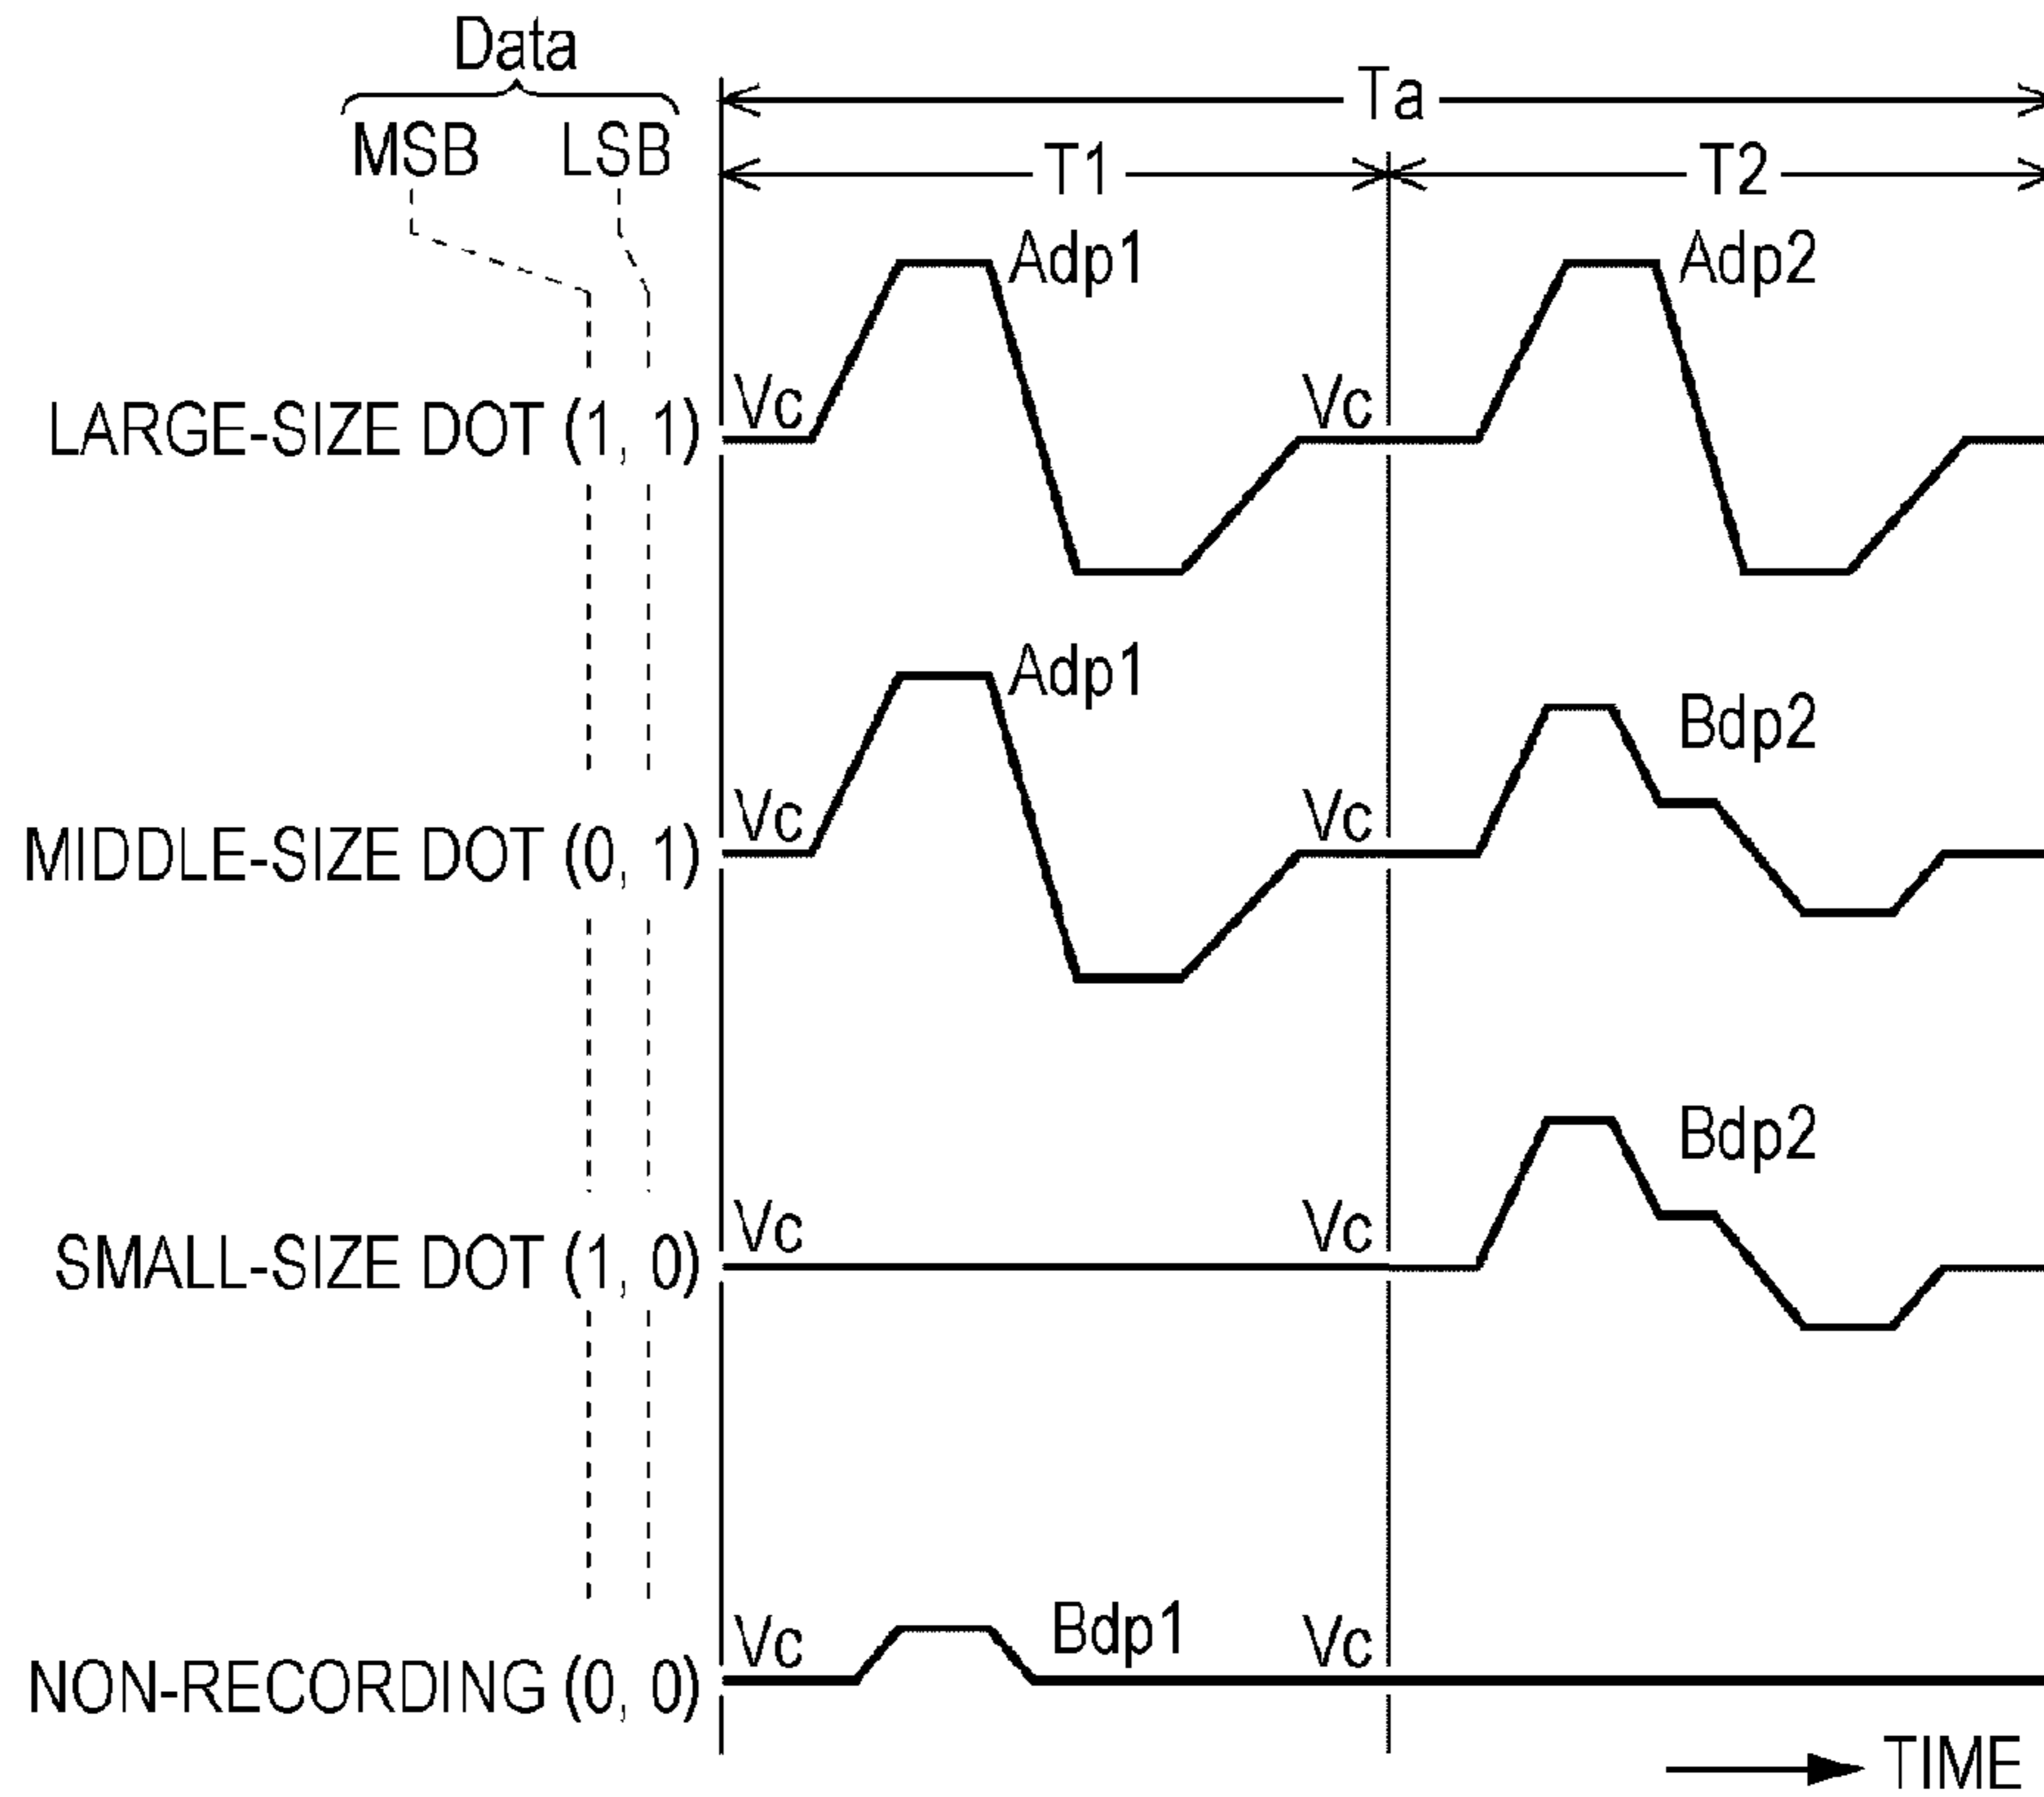 Data
MSB LSB
Ta
T1 T2
Adp1 Adp2
Vc Vc
LARGE-SIZE DOT (1, 1)
Adp1 Bdp2
Vc Vc
MIDDLE-SIZE DOT (0, 1)
Bdp2
Vc Vc
SMALL-SIZE DOT (1, 0)
Bdp1
Vc Vc
NON-RECORDING (0, 0)
TIME